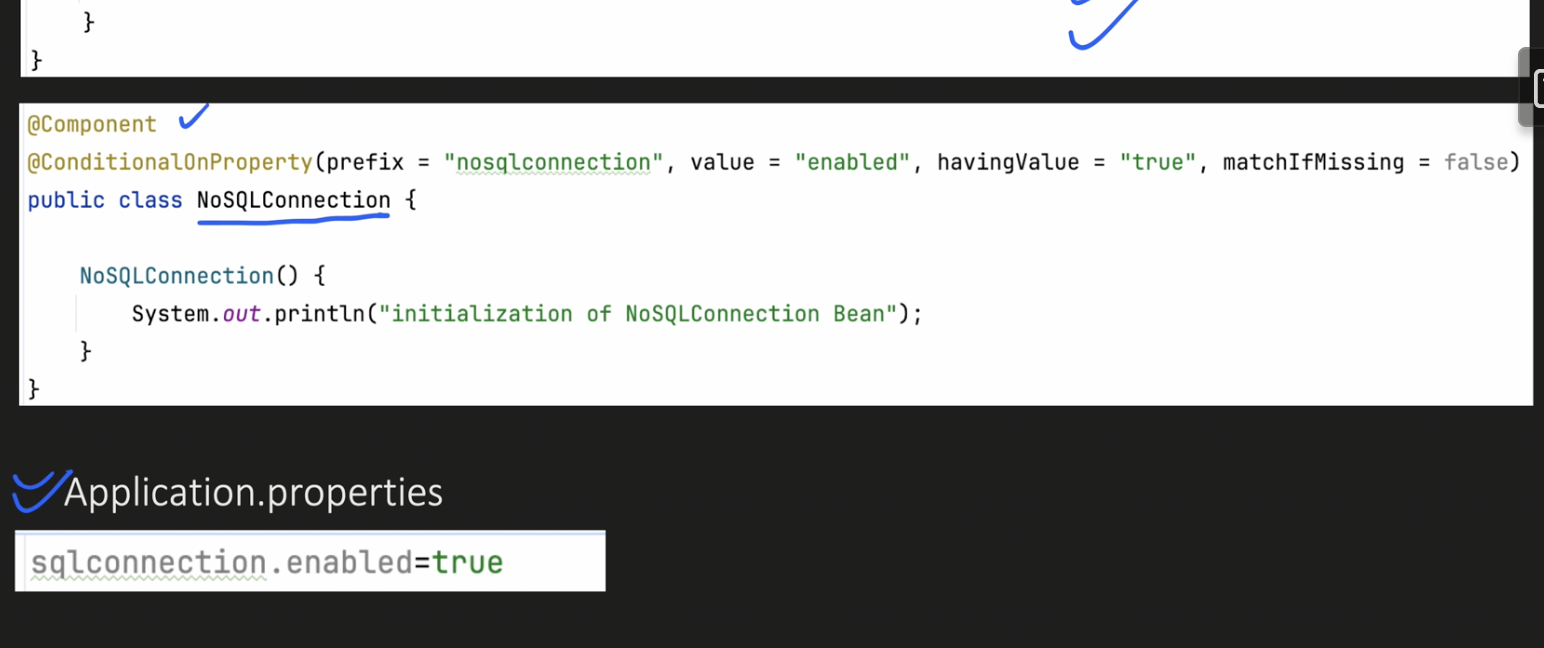 }
}
@Component
@ConditionalOnProperty(prefix = "nosqlconnection", value = "enabled", havingValue = "true", matchIfMissing = false)
public class NoSQLConnection {
NoSQLConnection() {
System.out.println("initialization of NoSQLConnection Bean");
}
}
Application.properties
sqlconnection.enabled=true